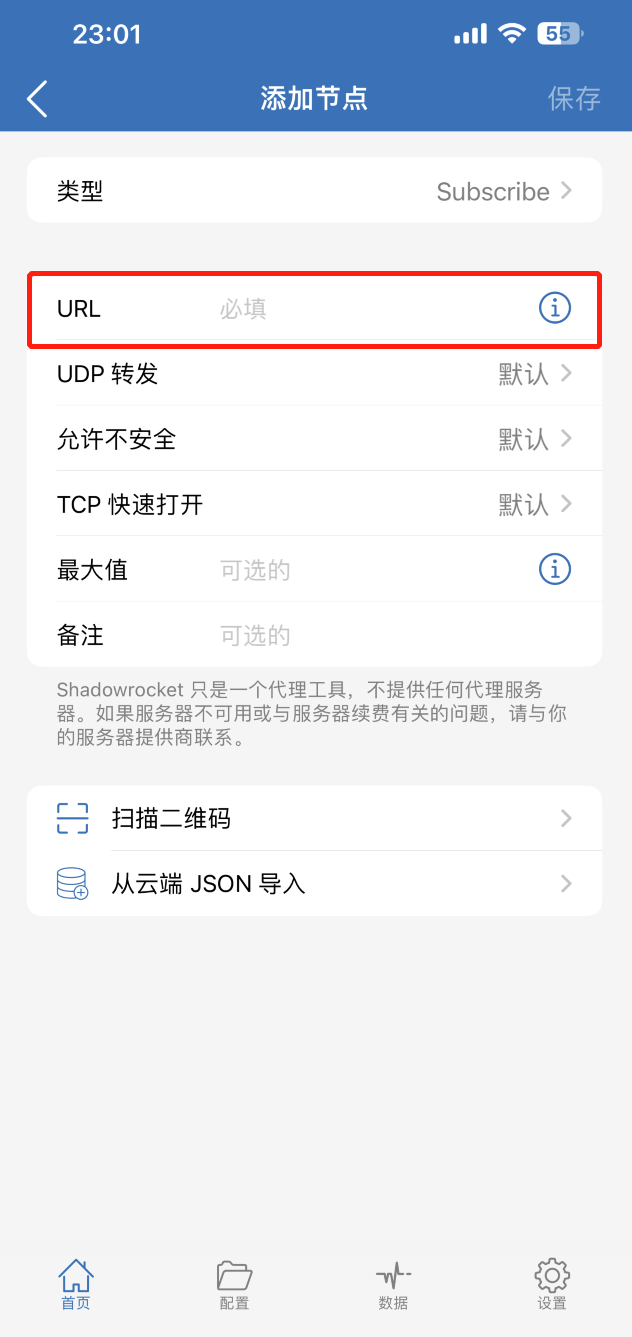 23:01
55
添加节点
保存
类型
Subscribe
URL
必填
UDP 转发
默认
允许不安全
默认
TCP 快速打开
默认
最大值
可选的
备注
可选的
Shadowrocket 只是一个代理工具，不提供任何代理服务
器。如果服务器不可用或与服务器续费有关的问题，请与你
的服务器提供商联系。
扫描二维码
从云端 JSON 导入
首页
配置
数据
设置